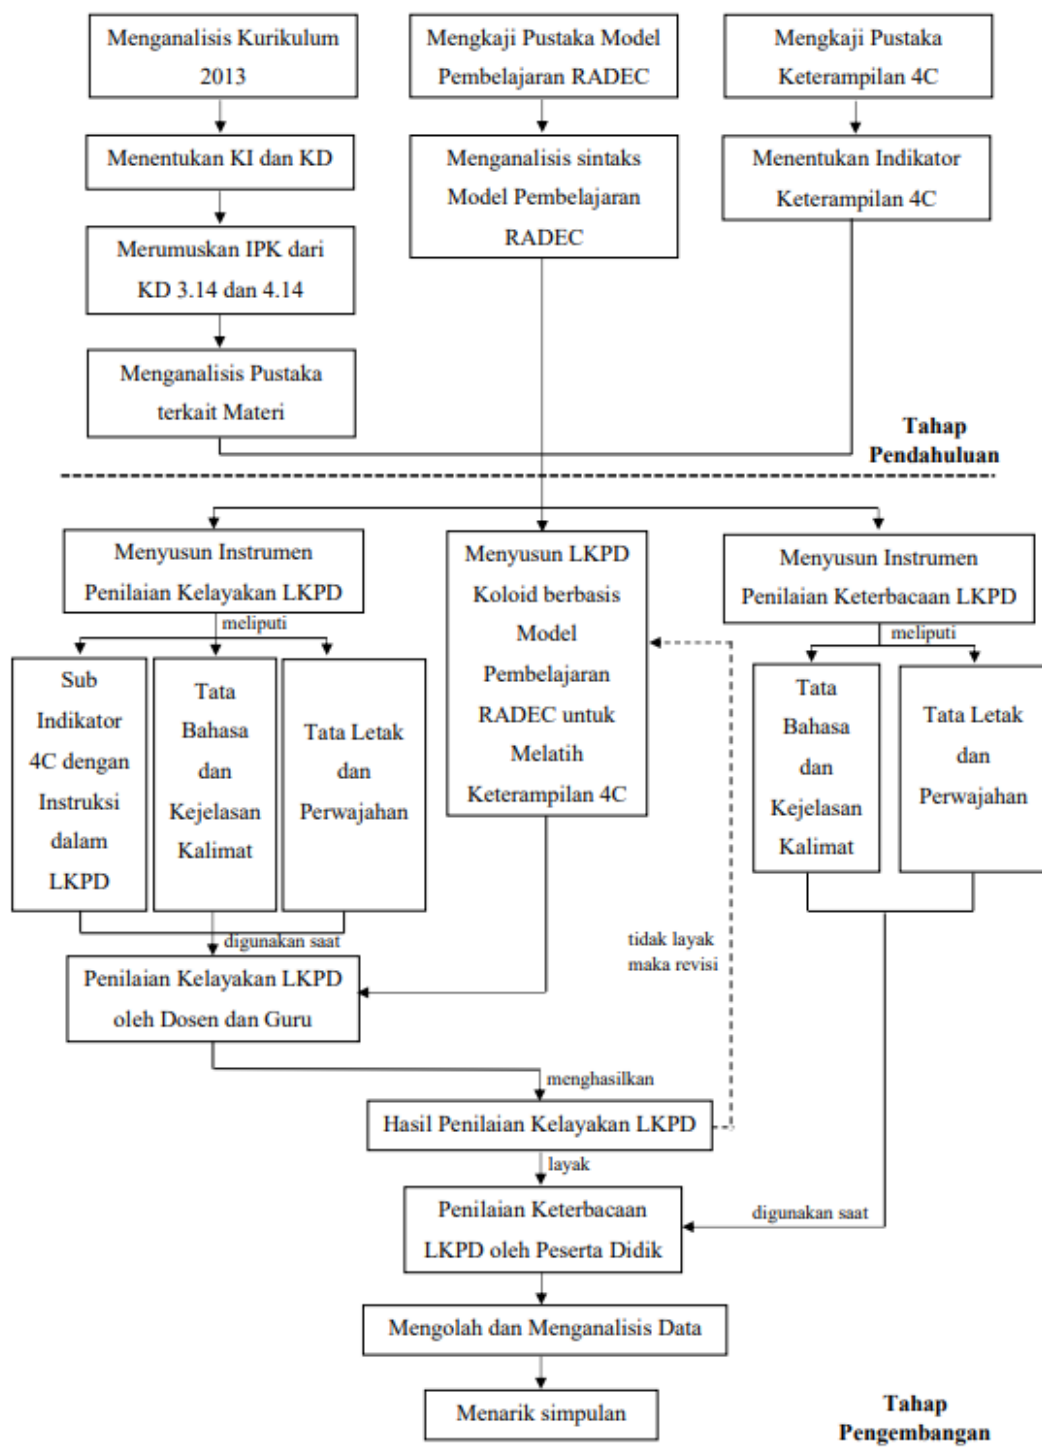 Menganalisis Kurikulum
2013
Mengkaji Pustaka Model
Pembelajaran RADEC
Mengkaji Pustaka
Keterampilan 4C
Menentukan KI dan KD
Menganalisis sintaks
Model Pembelajaran
RADEC
Menentukan Indikator
Keterampilan 4C
Merumuskan IPK dari
KD 3.14 dan 4.14
Menganalisis Pustaka
terkait Materi
Tahap
Pendahuluan
Menyusun Instrumen
Penilaian Kelayakan LKPD
Menyusun LKPD
Koloid berbasis
Model
Pembelajaran
RADEC untuk
Melatih
Keterampilan 4C
Menyusun Instrumen
Penilaian Keterbacaan LKPD
meliputi
meliputi
Sub
Indikator
4C dengan
Instruksi
dalam
LKPD
Tata
Bahasa
dan
Kejelasan
Kalimat
Tata Letak
dan
Perwajahan
Tata
Bahasa
dan
Kejelasan
Kalimat
Tata Letak
dan
Perwajahan
digunakan saat
tidak layak
maka revisi
Penilaian Kelayakan LKPD
oleh Dosen dan Guru
menghasilkan
Hasil Penilaian Kelayakan LKPD
layak
Penilaian Keterbacaan
LKPD oleh Peserta Didik
digunakan saat
Mengolah dan Menganalisis Data
Menarik simpulan
Tahap
Pengembangan